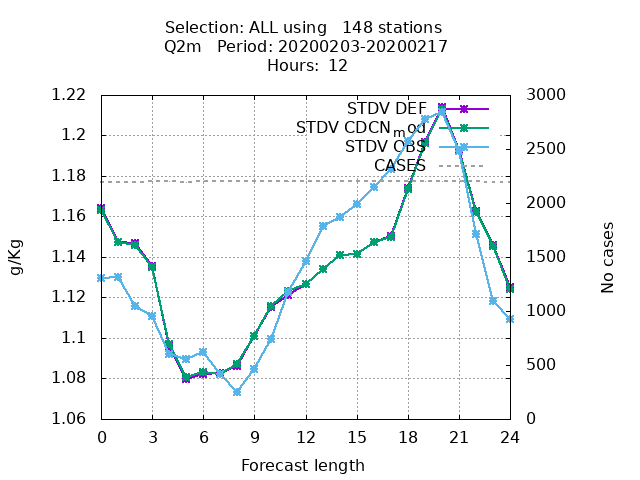 Selection: ALL using   148 stations
Q2m   Period: 20200203-20200217
Hours: 12
STDV DEF
STDV CDCNmod
STDV OBS
CASES
g/Kg
1.22
1.2
1.18
1.16
1.14
1.12
1.1
1.08
1.06
3000
2500
2000
1500
1000
500
0
No cases
0 3 6 9 12 15 18 21 24
Forecast length